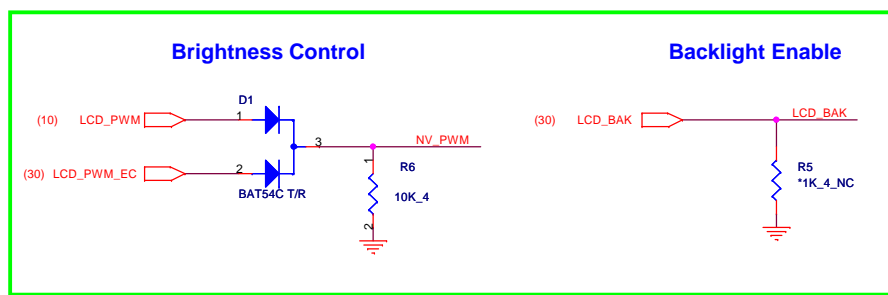 Brightness Control
Backlight Enable
D1
(10) LCD_PWM
1
3
NV_PWM
(30) LCD_PWM_EC
2
BAT54C T/R
1
R6
10K_4
2
(30) LCD_BAK
LCD_BAK
R5
*1K_4_NC